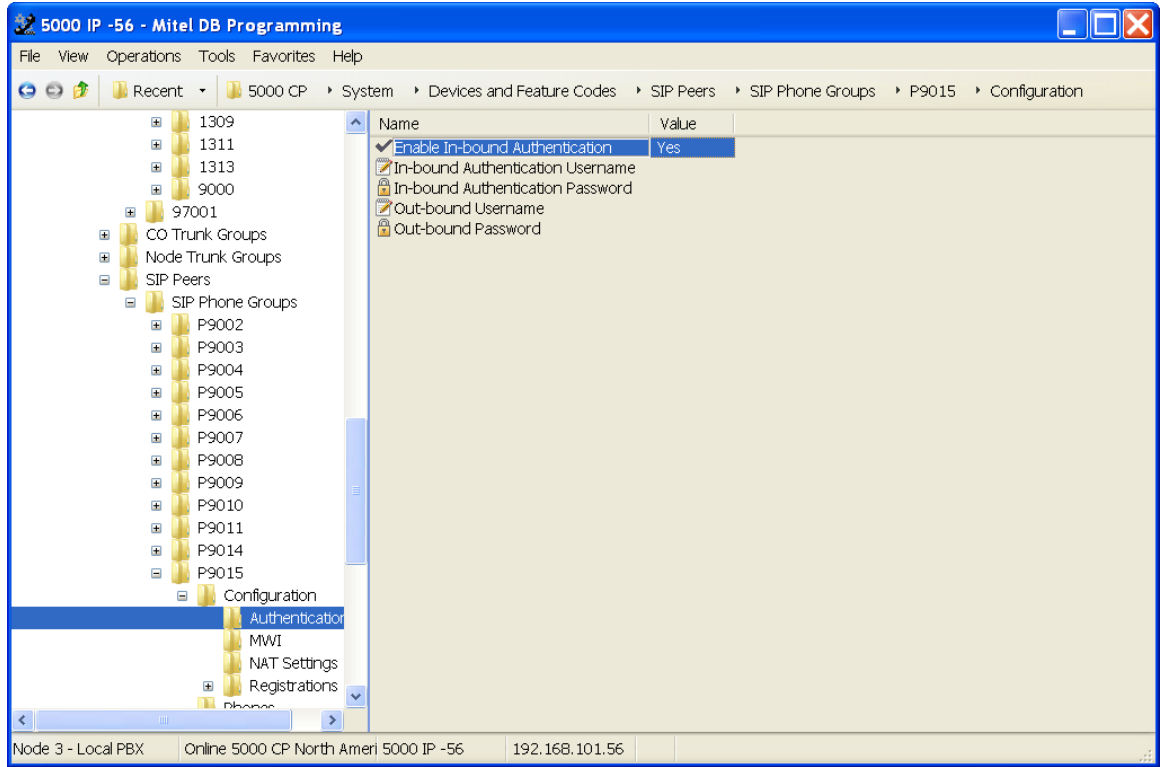 5000 IP -56 - Mitel DB Programming
File View Operations Tools Favorites Help
Recent 5000 CP System Devices and Feature Codes SIP Peers SIP Phone Groups P9015 Configuration
1309
1311
1313
9000
97001
CO Trunk Groups
Node Trunk Groups
SIP Peers
SIP Phone Groups
P9002
P9003
P9004
P9005
P9006
P9007
P9008
P9009
P9010
P9011
P9014
P9015
Configuration
Authentication
MWI
NAT Settings
Registrations
Phones
Name Value
Enable In-bound Authentication Yes
In-bound Authentication Username
In-bound Authentication Password
Out-bound Username
Out-bound Password
Node 3 - Local PBX Online 5000 CP North Ameri 5000 IP -56 192.168.101.56